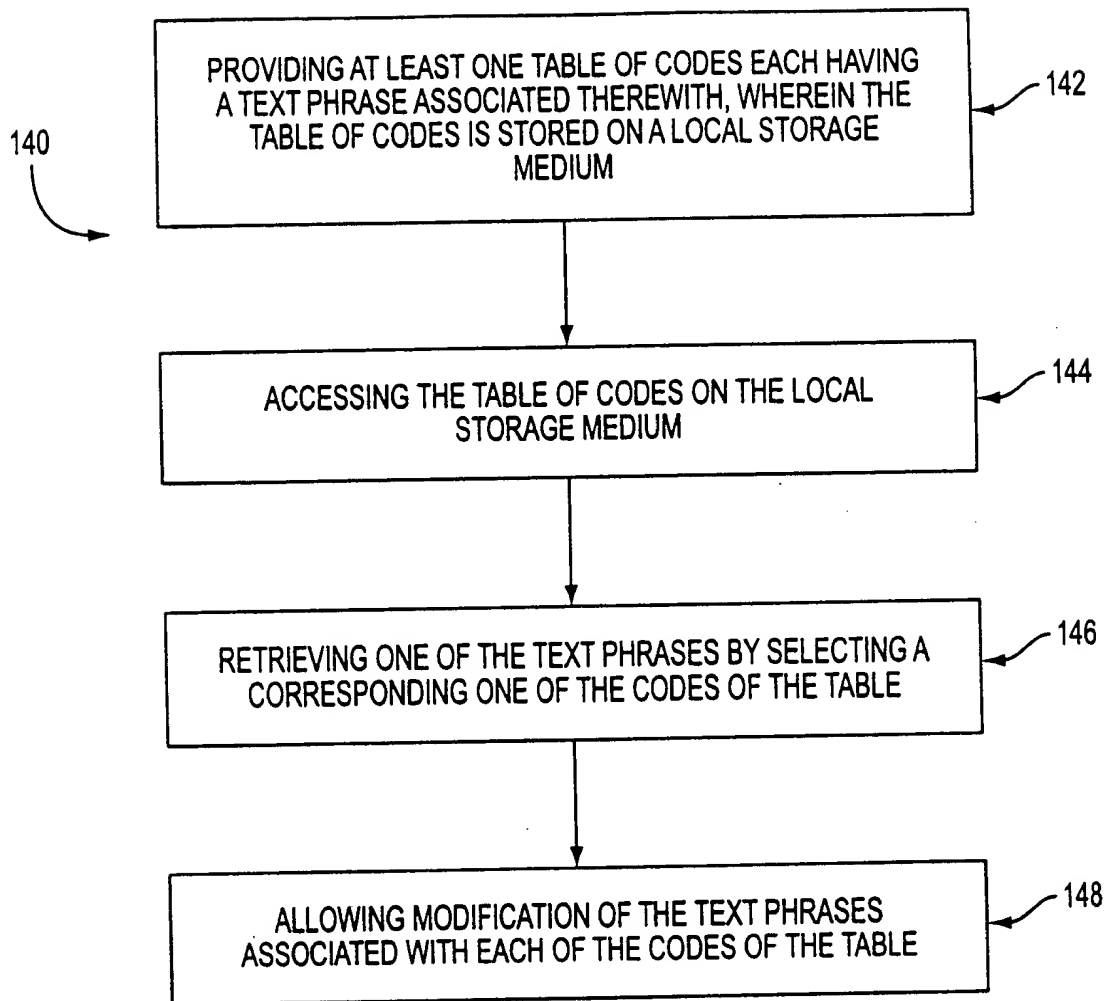 PROVIDING AT LEAST ONE TABLE OF CODES EACH HAVING
A TEXT PHRASE ASSOCIATED THEREWITH, WHEREIN THE
TABLE OF CODES IS STORED ON A LOCAL STORAGE
MEDIUM
142
140
ACCESSING THE TABLE OF CODES ON THE LOCAL
STORAGE MEDIUM
144
RETRIEVING ONE OF THE TEXT PHRASES BY SELECTING A
CORRESPONDING ONE OF THE CODES OF THE TABLE
146
ALLOWING MODIFICATION OF THE TEXT PHRASES
ASSOCIATED WITH EACH OF THE CODES OF THE TABLE
148